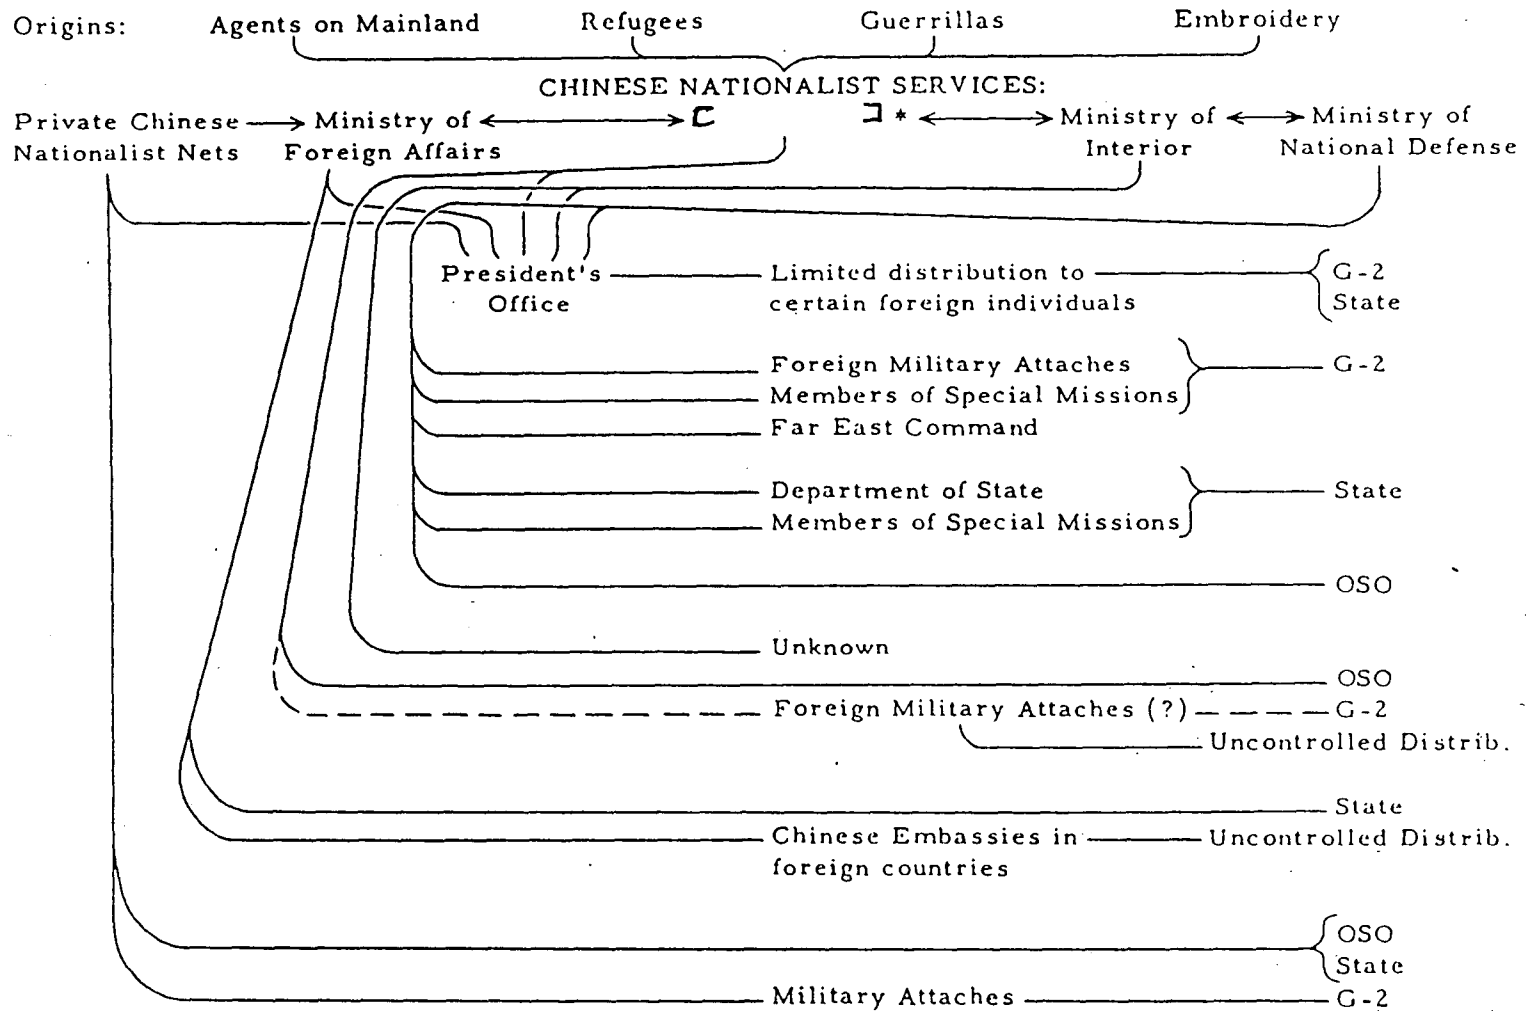 Origins: Agents on Mainland Refugees Guerrillas Embroidery
CHINESE NATIONALIST SERVICES:
Private Chinese Ministry of [ ] * Ministry of Ministry of
Nationalist Nets Foreign Affairs Interior National Defense
President's Limited distribution to G-2
Office certain foreign individuals State
Foreign Military Attaches G-2
Members of Special Missions
Far East Command
Department of State State
Members of Special Missions
OSO
Unknown
OSO
Foreign Military Attaches (?) G-2
Uncontrolled Distrib.
State
Chinese Embassies in Uncontrolled Distrib.
foreign countries
OSO
State
Military Attaches G-2